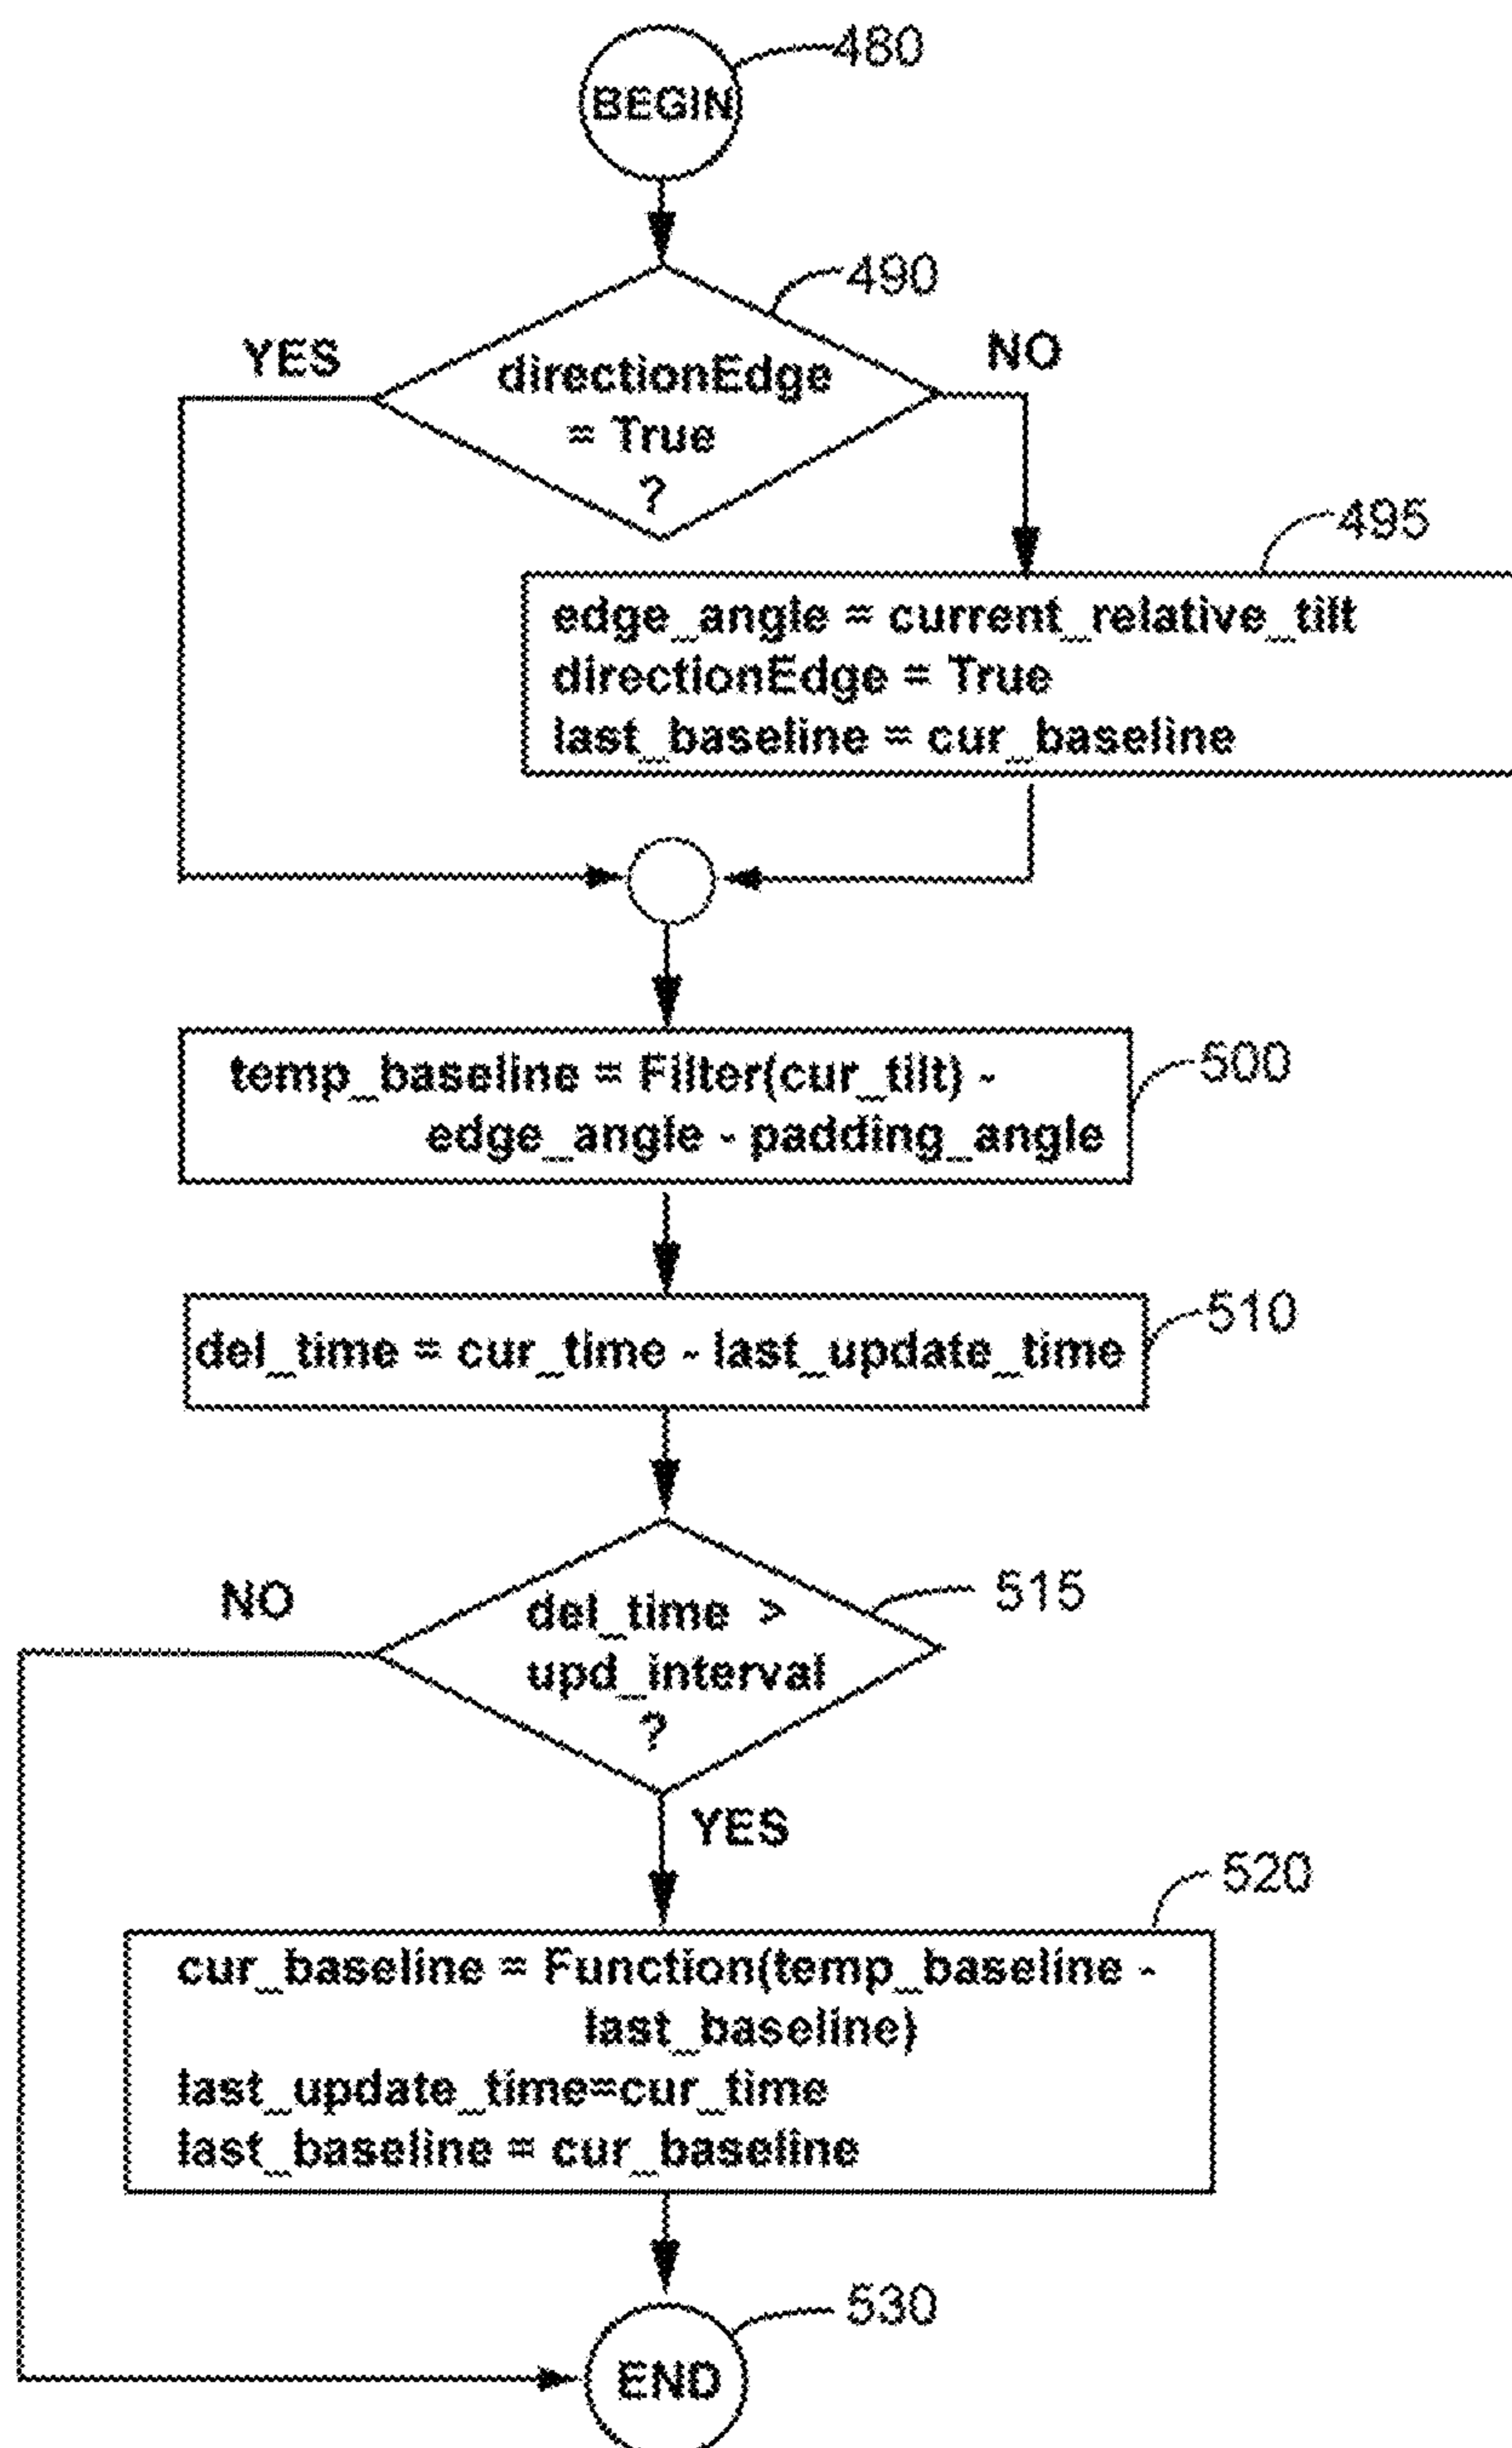 480
BEGIN
490
YES
NO
directionEdge
= True
?
495
edge_angle = current_relative_tilt
directionEdge = True
last_baseline = cur_baseline
temp_baseline = Filter(cur_tilt) -
edge_angle - padding_angle
500
del_time = cur_time - last_update_time
510
NO
515
del_time >
upd_interval
?
YES
520
cur_baseline = Function(temp_baseline -
last_baseline)
last_update_time=cur_time
last_baseline = cur_baseline
530
END